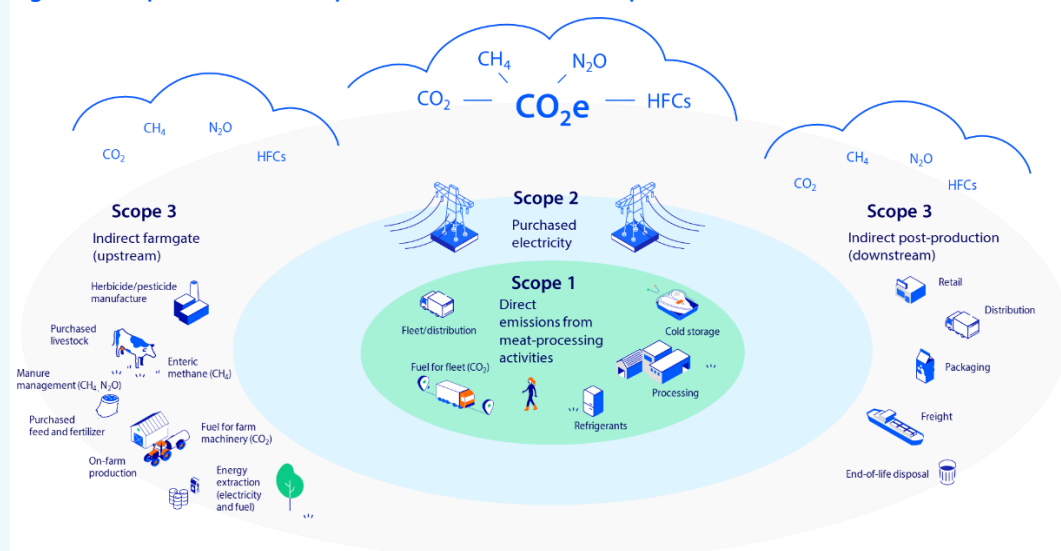 CH₄
N₂O
CO₂
CO₂e
HFCs
CH₄
N₂O
CO₂
HFCs
CH₄
N₂O
CO₂
HFCs
Scope 3
Indirect farmgate
(upstream)
Herbicide/pesticide
manufacture
Purchased
livestock
Enteric
methane (CH₄)
Manure
management (CH₄, N₂O)
Purchased
feed and fertilizer
Fuel for farm
machinery (CO₂)
On-farm
production
Energy
extraction
(electricity
and fuel)
Scope 2
Purchased
electricity
Scope 1
Direct
emissions from
meat-processing
activities
Fleet/distribution
Cold storage
Fuel for fleet (CO₂)
Processing
Refrigerants
Scope 3
Indirect post-production
(downstream)
Retail
Distribution
Packaging
Freight
End-of-life disposal